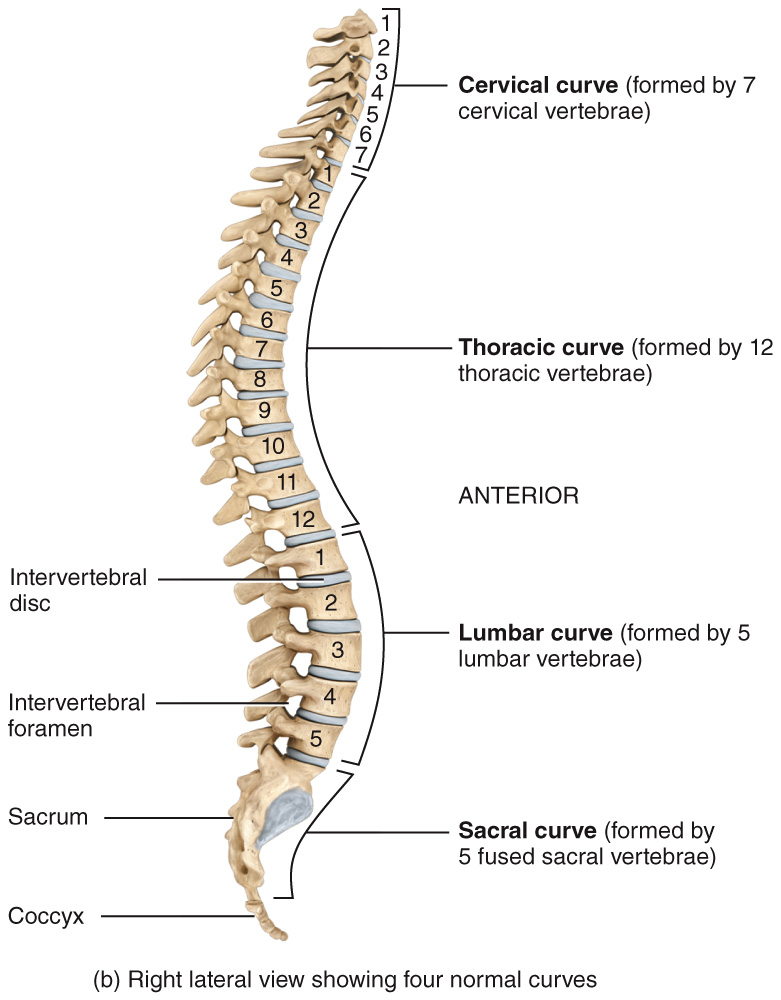 1
2
3
4
5
6
7
Cervical curve (formed by 7
cervical vertebrae)
1
2
3
4
5
6
7
8
9
10
11
12
Thoracic curve (formed by 12
thoracic vertebrae)
ANTERIOR
Intervertebral
disc
1
2
3
4
5
Lumbar curve (formed by 5
lumbar vertebrae)
Intervertebral
foramen
Sacrum
Sacral curve (formed by
5 fused sacral vertebrae)
Coccyx
(b) Right lateral view showing four normal curves